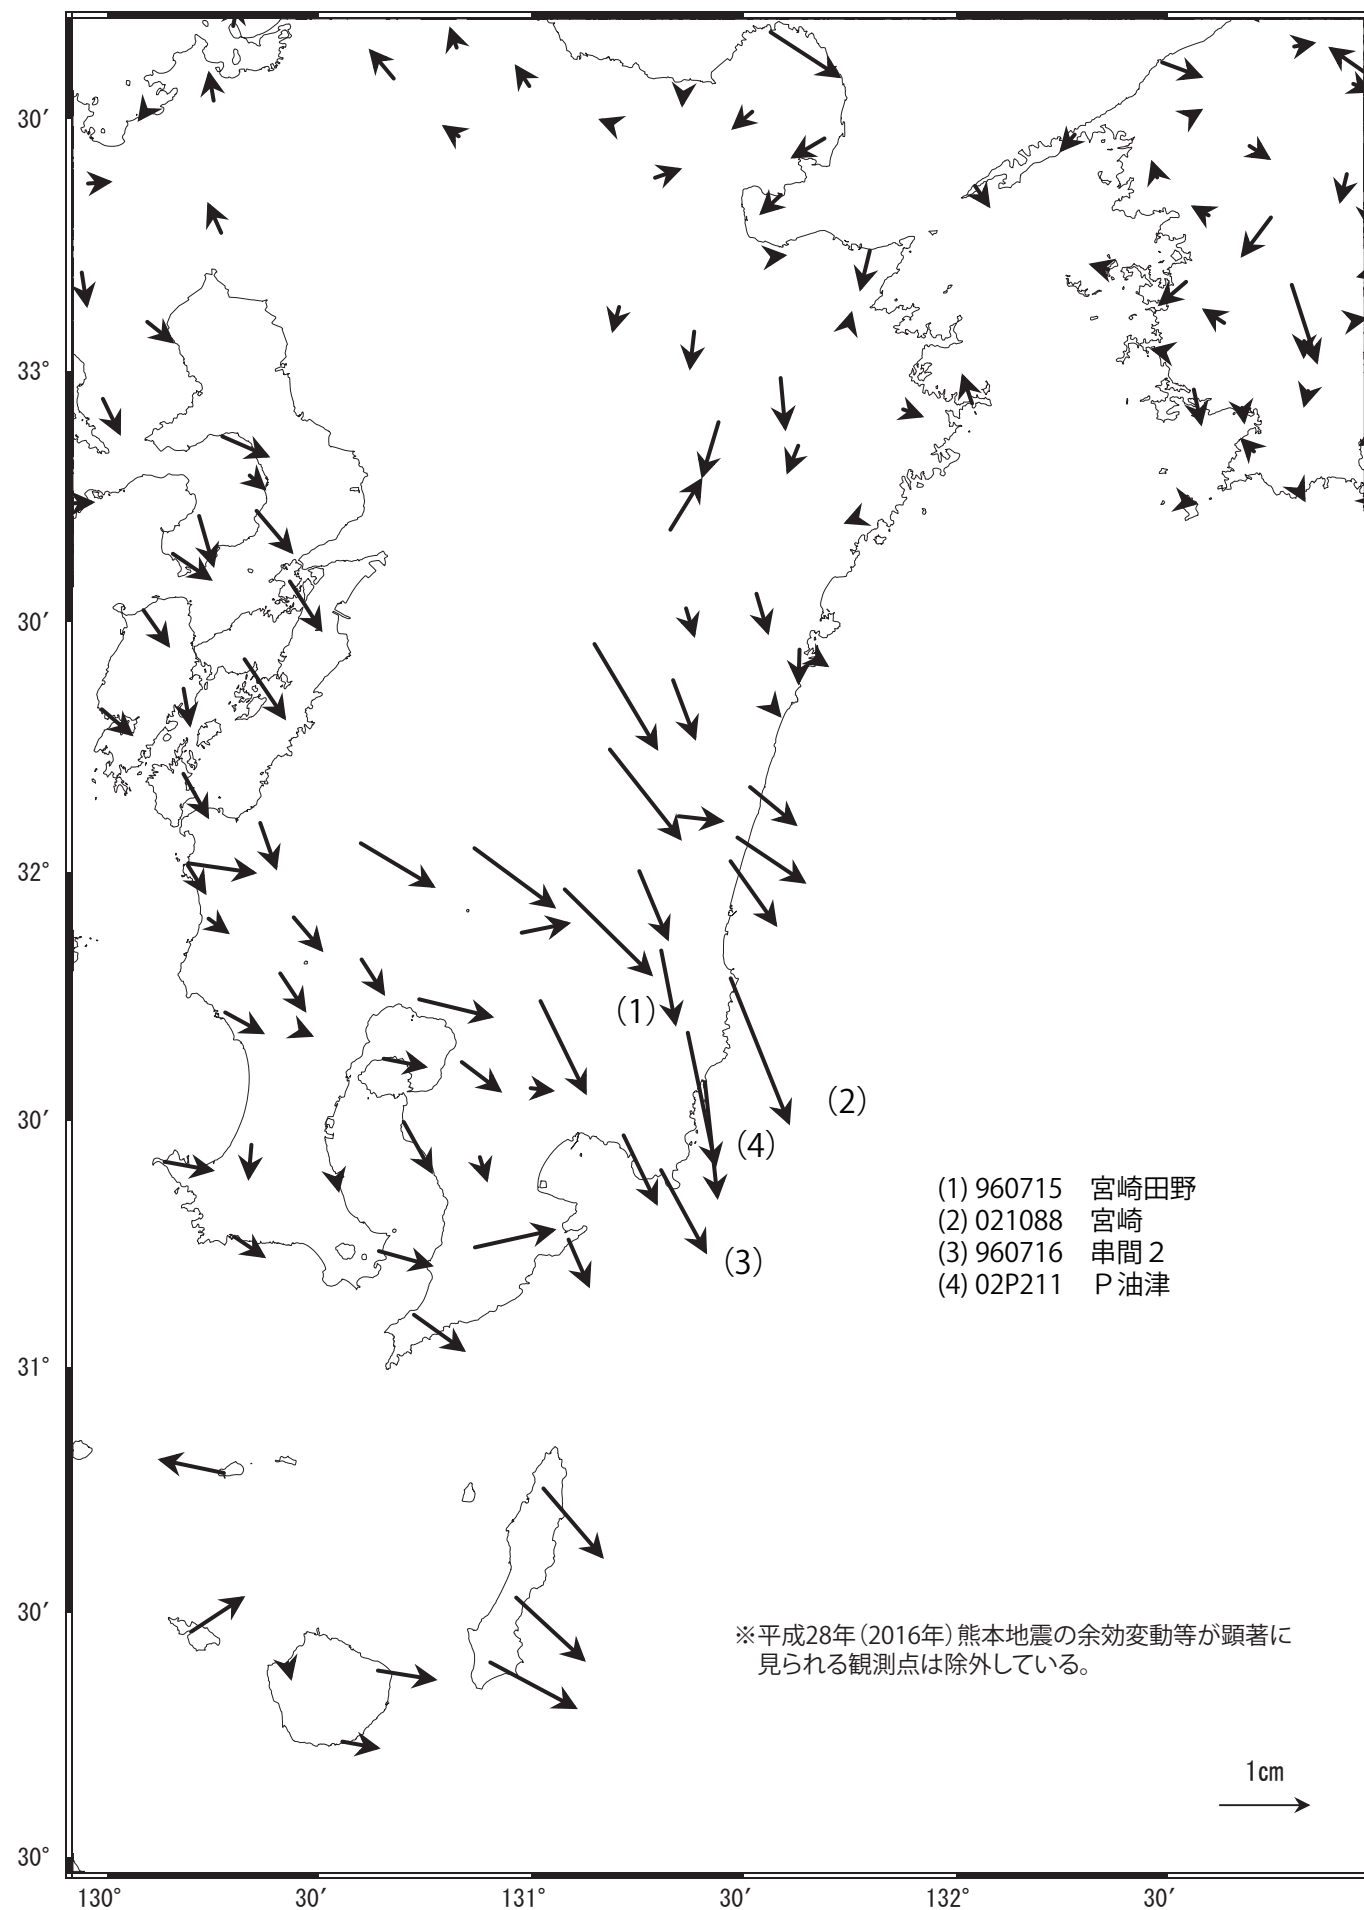 30′
33°
30′
32°
30′
31°
30′
30°
(1)
(2)
(4)
(3)
(1) 960715 宮崎田野
(2) 021088 宮崎
(3) 960716 串間２
(4) 02P211 Ｐ油津
※平成28年（2016年）熊本地震の余効変動等が顕著に
見られる観測点は除外している。
1cm
130° 30′ 131° 30′ 132° 30′